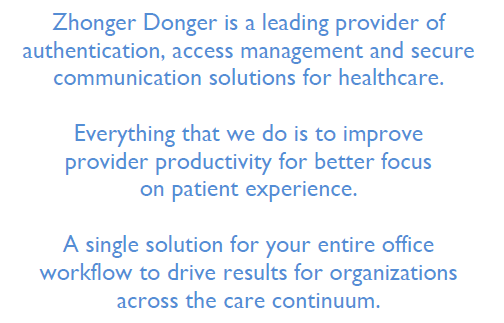 Zhonger Donger is a leading provider of
authentication, access management and secure
communication solutions for healthcare.
Everything that we do is to improve
provider productivity for better focus
on patient experience.
A single solution for your entire office
workflow to drive results for organizations
across the care continuum.